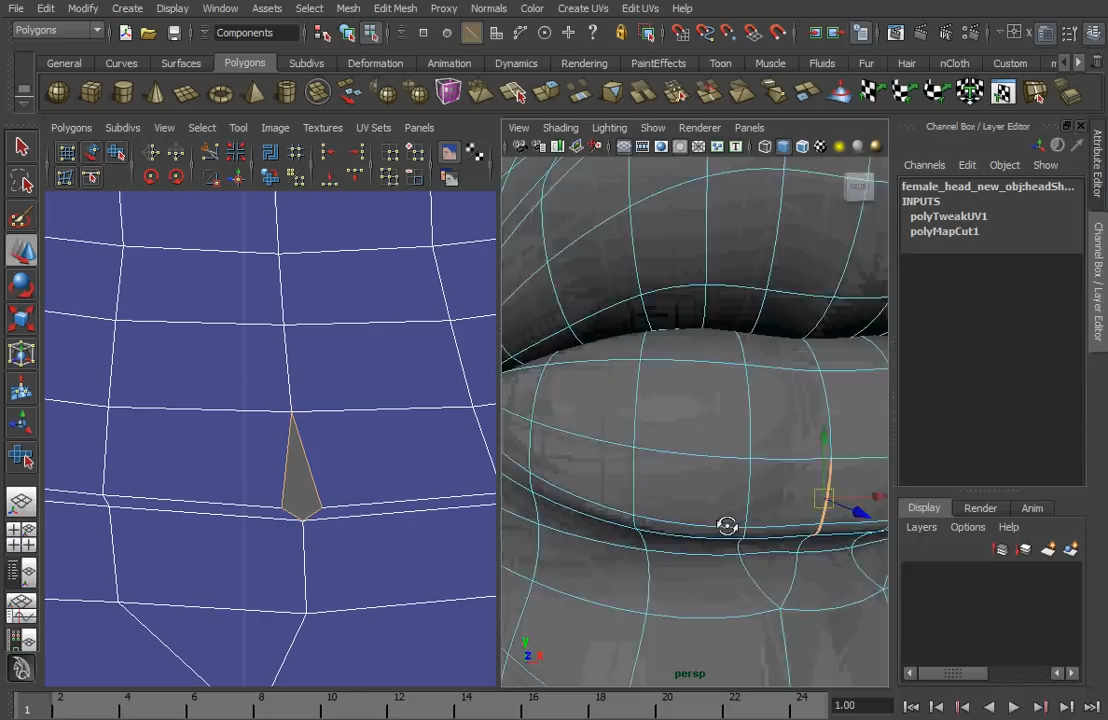 File Edit Modify Create Display Window Assets Select Mesh Edit Mesh Proxy Normals Color Create UVs Edit UVs Help
Polygons Components
General Curves Surfaces Polygons Subdivs Deformation Animation Dynamics Rendering PaintEffects Toon Muscle Fluids Fur Hair nCloth Custom
Polygons Subdivs View Select Tool Image Textures UV Sets Panels
View Shading Lighting Show Renderer Panels
Channel Box / Layer Editor
Channels Edit Object Show
female_head_new_obj:headSh...
INPUTS
polyTweakUV1
polyMapCut1
Attribute Editor
Channel Box / Layer Editor
Display Render Anim
Layers Options Help
persp
2 4 6 8 10 12 14 16 18 20 22 24
1 1.00